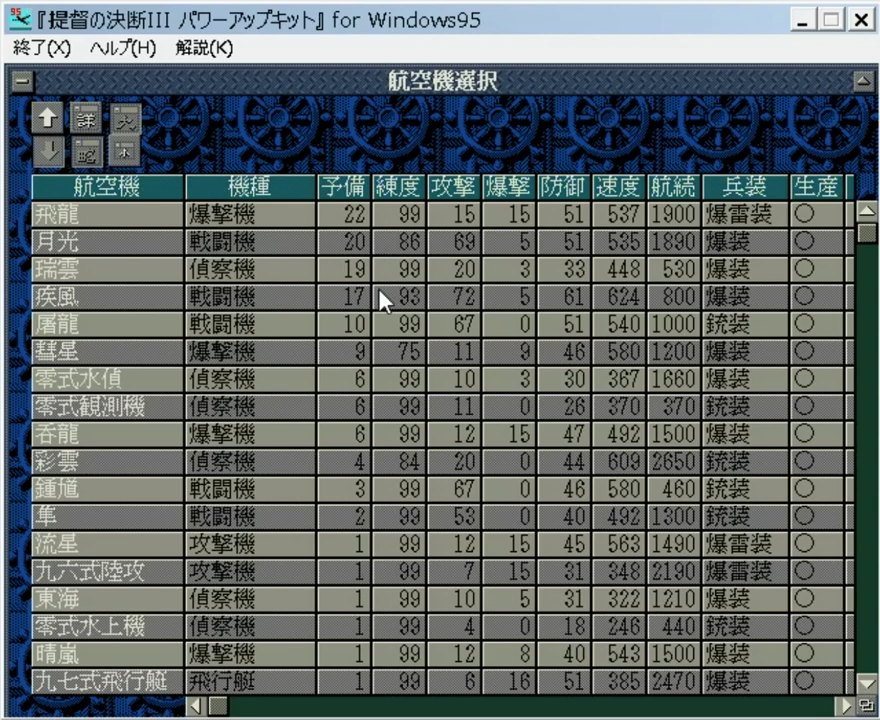 『提督の決断III パワーアップキット』 for Windows95
終了(X) ヘルプ(H) 解説(K)
航空機選択
詳 大
略 小
航空機 機種 予備 練度 攻撃 爆撃 防御 速度 航続 兵装 生産
飛龍 爆撃機 22 99 15 15 51 537 1900 爆雷装 ○
月光 戦闘機 20 86 69 5 51 535 1890 爆装 ○
瑞雲 偵察機 19 99 20 3 33 448 530 爆装 ○
疾風 戦闘機 17 93 72 5 61 624 800 爆装 ○
屠龍 戦闘機 10 99 67 0 51 540 1000 銃装 ○
彗星 爆撃機 9 75 11 9 46 580 1200 爆装 ○
零式水偵 偵察機 6 99 10 3 30 367 1660 爆装 ○
零式観測機 偵察機 6 99 11 0 26 370 370 銃装 ○
呑龍 爆撃機 6 99 12 15 47 492 1500 爆装 ○
彩雲 偵察機 4 84 20 0 44 609 2650 銃装 ○
鍾馗 戦闘機 3 99 67 0 46 580 460 銃装 ○
隼 戦闘機 2 99 53 0 40 492 1300 銃装 ○
流星 攻撃機 1 99 12 15 45 563 1490 爆雷装 ○
九六式陸攻 攻撃機 1 99 7 15 31 348 2190 爆雷装 ○
東海 偵察機 1 99 10 5 31 322 1210 爆装 ○
零式水上機 偵察機 1 99 4 0 18 246 440 銃装 ○
晴嵐 爆撃機 1 99 12 8 40 543 1500 爆装 ○
九七式飛行艇 飛行艇 1 99 6 16 51 385 2470 爆装 ○